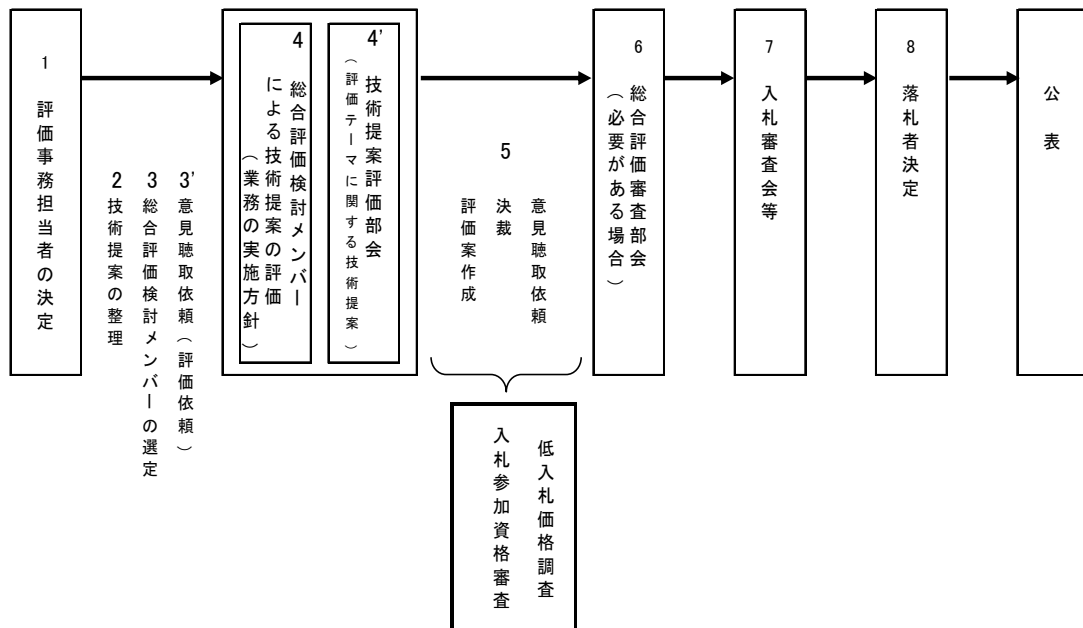 1 評価事務担当者の決定
2 技術提案の整理
3 総合評価検討メンバーの選定
3' 意見聴取依頼（評価依頼）
4 総合評価検討メンバー
による技術提案の評価
（業務の実施方針）
4' 技術提案評価部会
（評価テーマに関する技術提案）
5
評価案作成
決裁
意見聴取依頼
入札参加資格審査
低入札価格調査
6 総合評価審査部会
（必要がある場合）
7 入札審査会等
8 落札者決定
公表